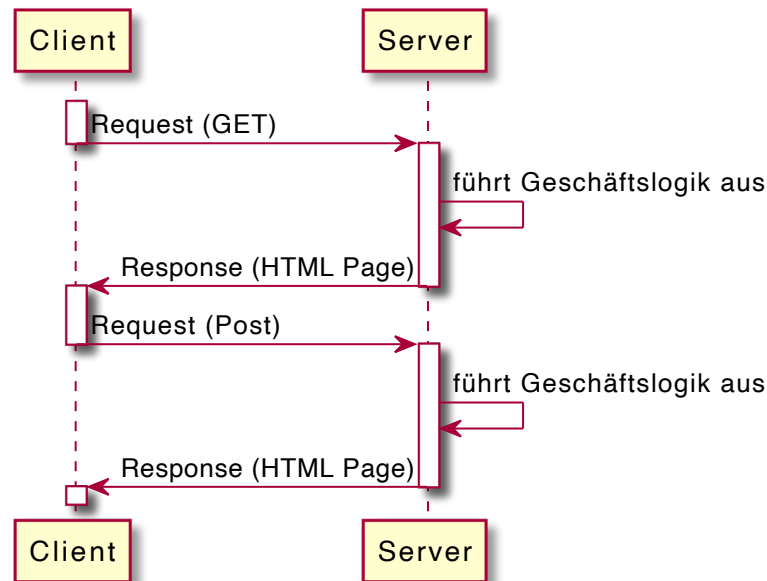 Client
Server
Request (GET)
führt Geschäftslogik aus
Response (HTML Page)
Request (Post)
führt Geschäftslogik aus
Response (HTML Page)
Client
Server